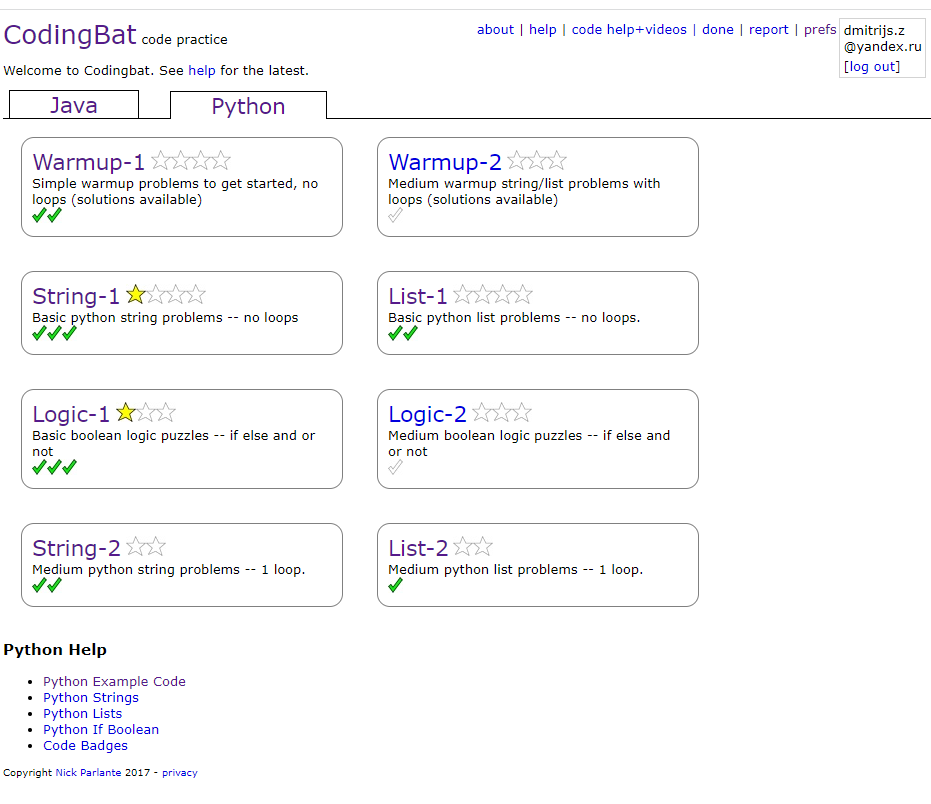 CodingBat code practice
about | help | code help+videos | done | report | prefs
dmitrijs.z
@yandex.ru
[log out]
Welcome to Codingbat. See help for the latest.
Java
Python
Warmup-1
Simple warmup problems to get started, no
loops (solutions available)
Warmup-2
Medium warmup string/list problems with
loops (solutions available)
String-1
Basic python string problems -- no loops
List-1
Basic python list problems -- no loops.
Logic-1
Basic boolean logic puzzles -- if else and or
not
Logic-2
Medium boolean logic puzzles -- if else and
or not
String-2
Medium python string problems -- 1 loop.
List-2
Medium python list problems -- 1 loop.
Python Help
Python Example Code
Python Strings
Python Lists
Python If Boolean
Code Badges
Copyright Nick Parlante 2017 - privacy